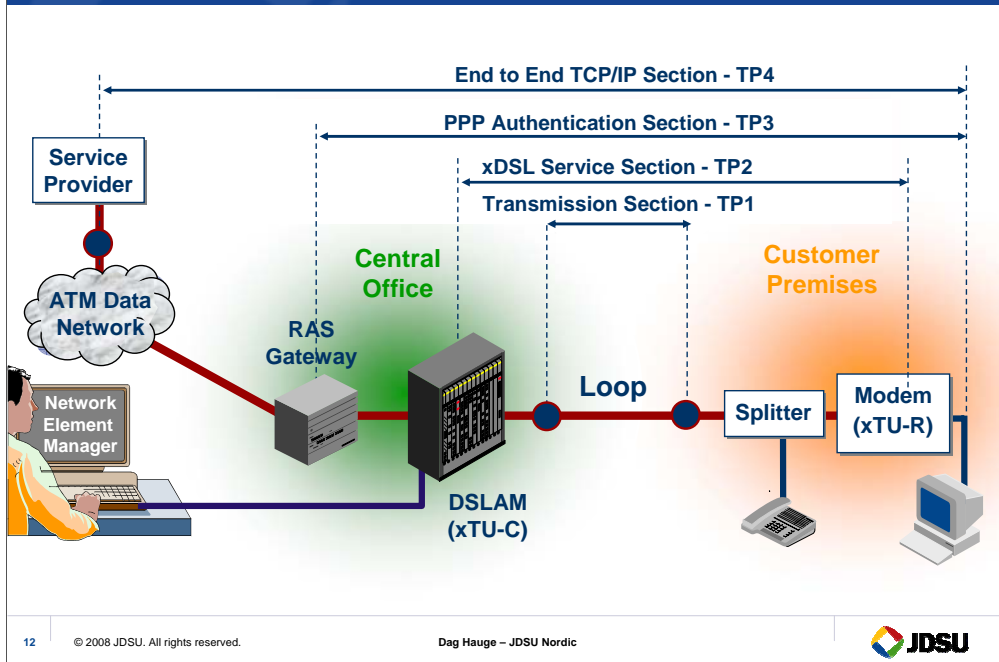 End to End TCP/IP Section - TP4
PPP Authentication Section - TP3
xDSL Service Section - TP2
Transmission Section - TP1
Service
Provider
Central
Office
Customer
Premises
ATM Data
Network
RAS
Gateway
Loop
Network
Element
Manager
Splitter
Modem
(xTU-R)
DSLAM
(xTU-C)
12
© 2008 JDSU. All rights reserved.
Dag Hauge – JDSU Nordic
JDSU